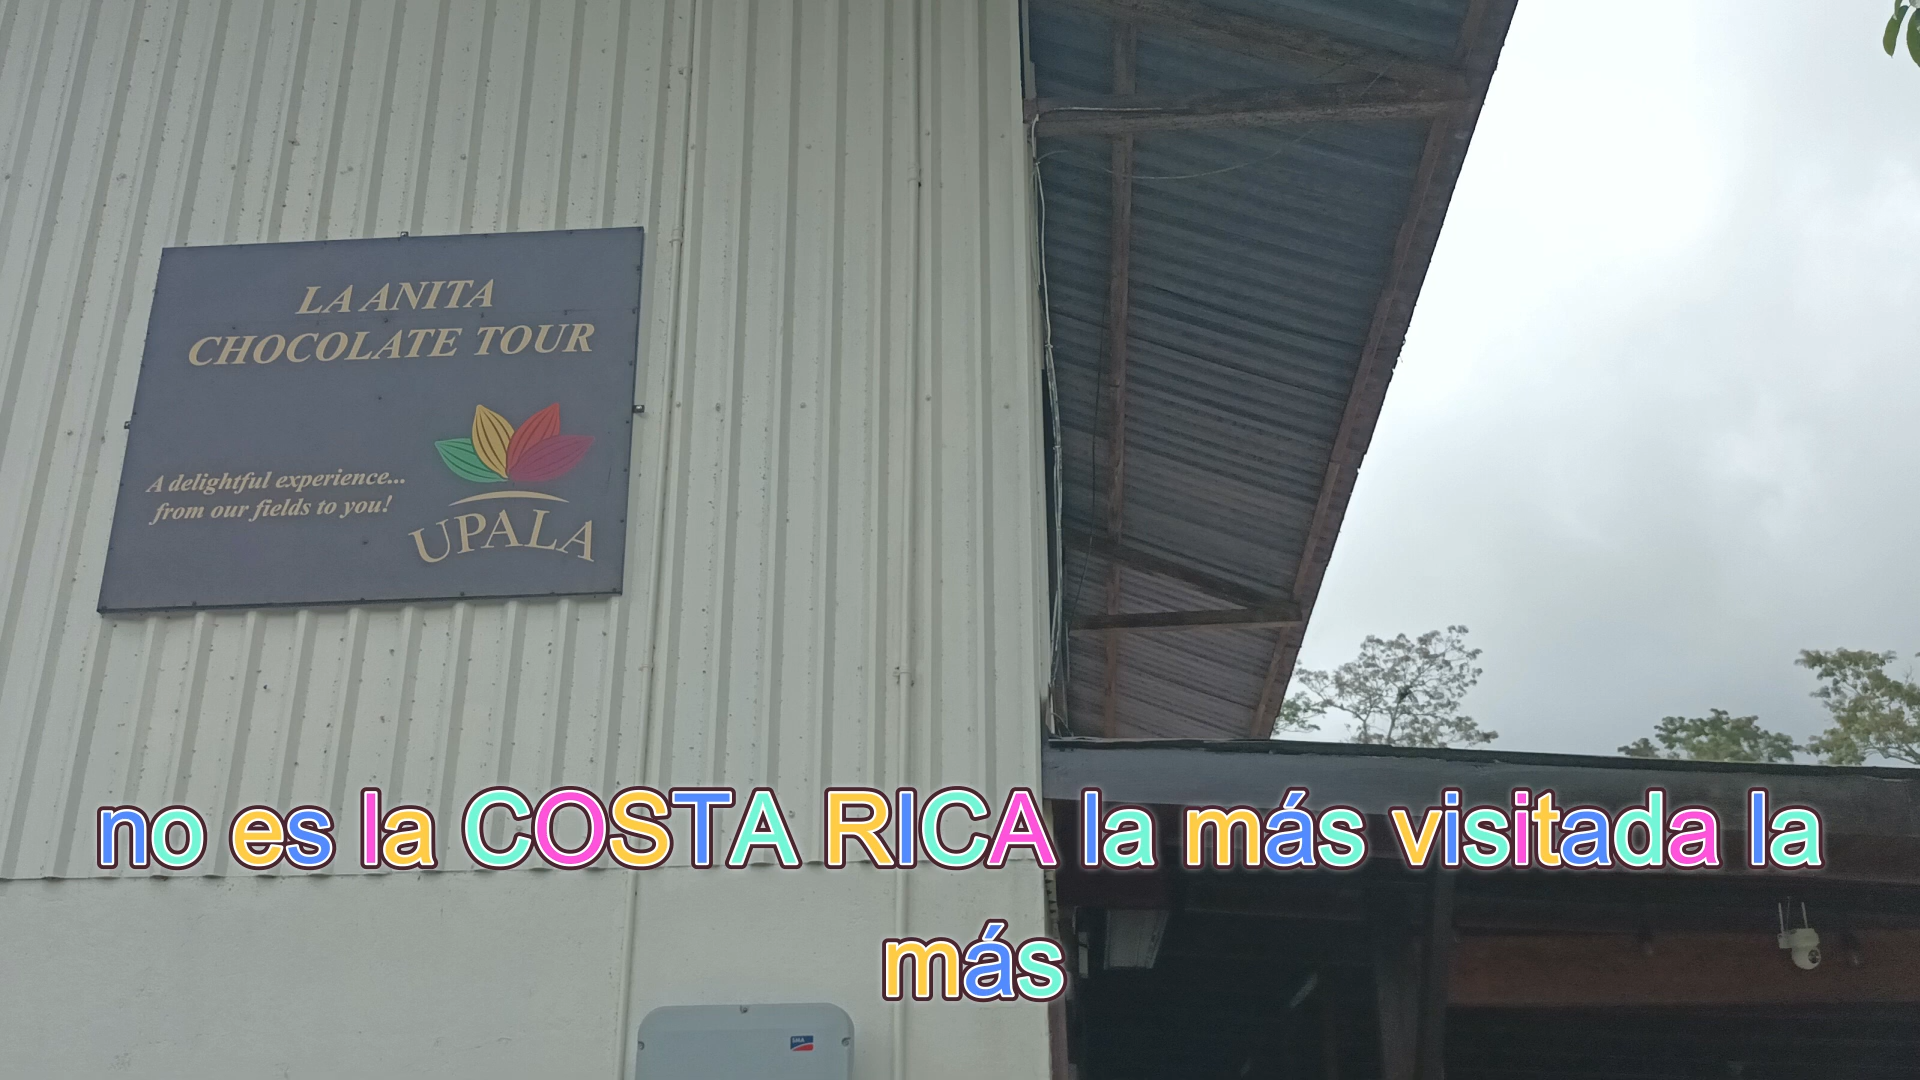 LA ANITA
CHOCOLATE TOUR
A delightful experience...
from our fields to you!
UPALA
no es la COSTA RICA la más visitada la
más
SMA